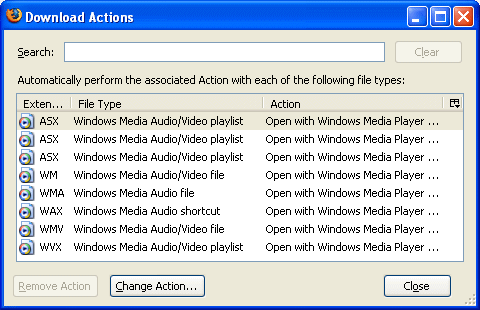 Download Actions
Search: Clear
Automatically perform the associated Action with each of the following file types:
Exten... File Type Action
ASX Windows Media Audio/Video playlist Open with Windows Media Player ...
ASX Windows Media Audio/Video playlist Open with Windows Media Player ...
ASX Windows Media Audio/Video playlist Open with Windows Media Player ...
WM Windows Media Audio/Video file Open with Windows Media Player ...
WMA Windows Media Audio file Open with Windows Media Player ...
WAX Windows Media Audio shortcut Open with Windows Media Player ...
WMV Windows Media Audio/Video file Open with Windows Media Player ...
WVX Windows Media Audio/Video playlist Open with Windows Media Player ...
Remove Action Change Action... Close